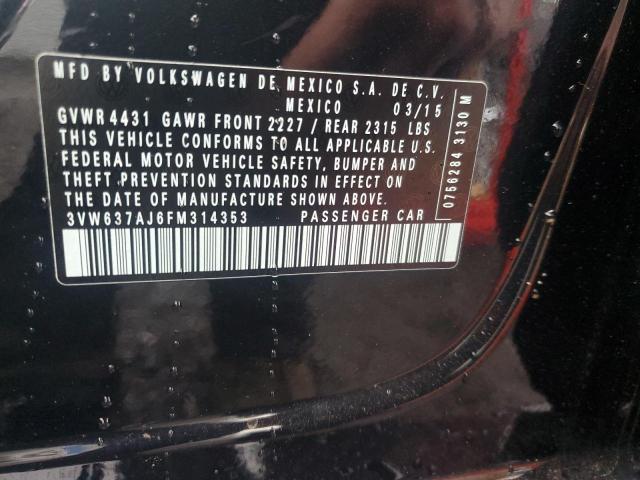 MFD BY VOLKSWAGEN DE MEXICO S.A. DE C.V.
MEXICO 03/15
GVWR 4431 GAWR FRONT 2227 / REAR 2315 LBS
THIS VEHICLE CONFORMS TO ALL APPLICABLE U.S.
FEDERAL MOTOR VEHICLE SAFETY, BUMPER AND
THEFT PREVENTION STANDARDS IN EFFECT ON
THE DATE OF MANUFACTURE SHOWN ABOVE.
3VW637AJ6FM314353 PASSENGER CAR
0756284 3130 M